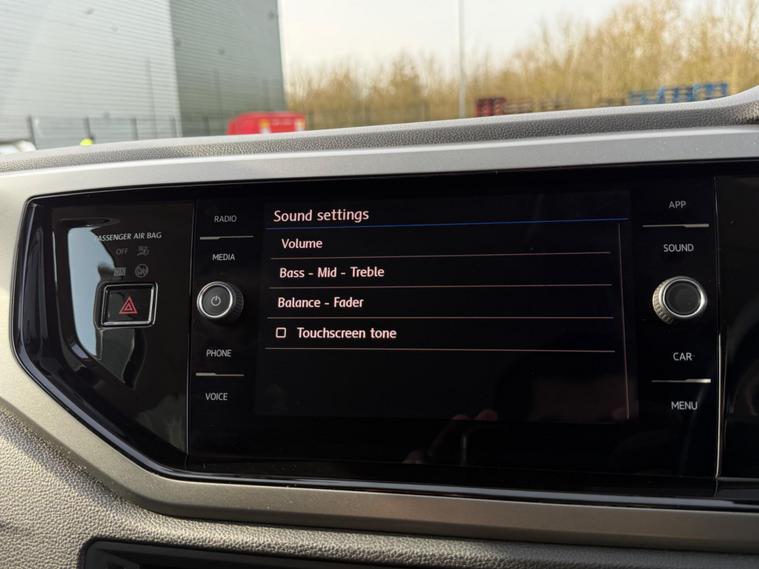 PASSENGER AIR BAG
OFF
ON
RADIO
MEDIA
PHONE
VOICE
Sound settings
Volume
Bass - Mid - Treble
Balance - Fader
Touchscreen tone
APP
SOUND
CAR
MENU